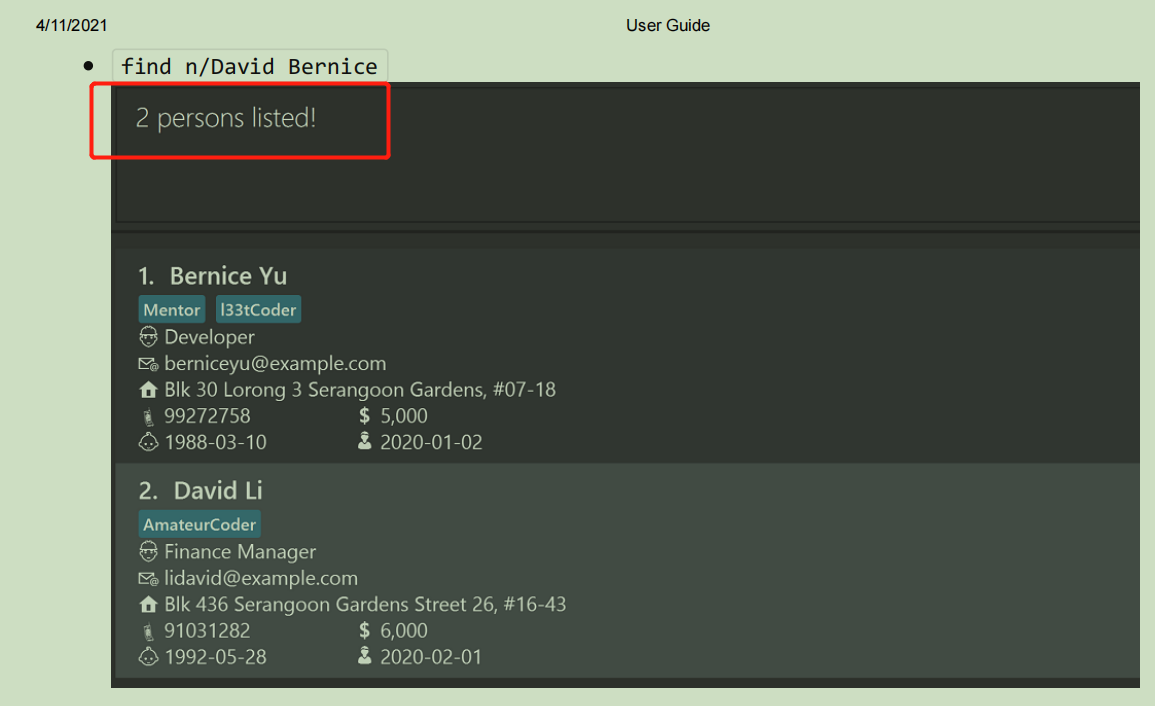 4/11/2021 User Guide
find n/David Bernice
2 persons listed!
1. Bernice Yu
Mentor l33tCoder
Developer
berniceyu@example.com
Blk 30 Lorong 3 Serangoon Gardens, #07-18
99272758 $ 5,000
1988-03-10 2020-01-02
2. David Li
AmateurCoder
Finance Manager
lidavid@example.com
Blk 436 Serangoon Gardens Street 26, #16-43
91031282 $ 6,000
1992-05-28 2020-02-01